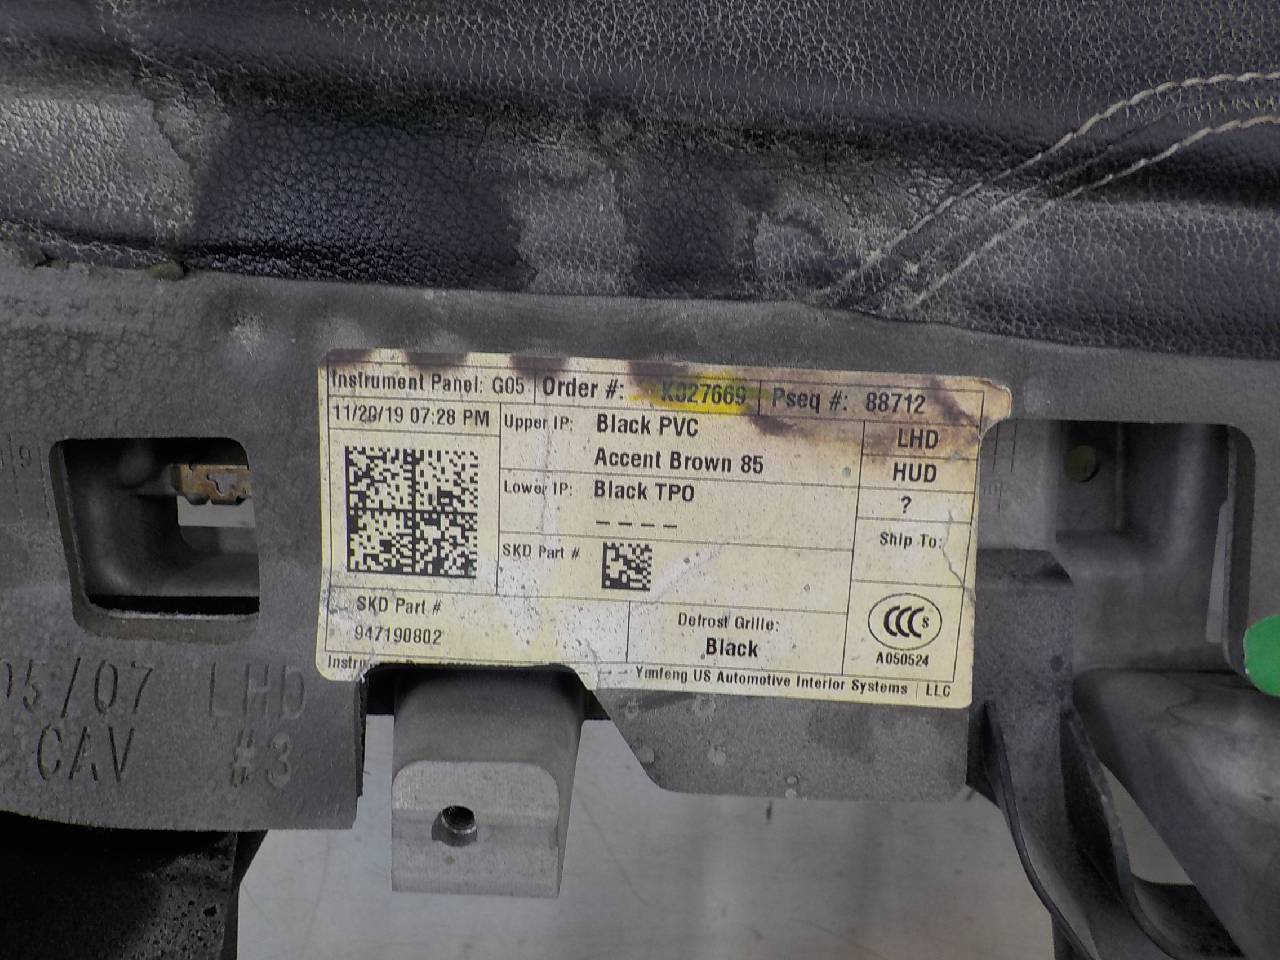 Instrument Panel: G05 Order #: K027669 Pseq #: 88712
11/20/19 07:28 PM
Upper IP: Black PVC
Accent Brown 85
Lower IP: Black TPO
----
SKD Part #
LHD
HUD
?
Ship To:
SKD Part #
947190802
Defrost Grille:
Black
CCC S
A050524
Yinfeng US Automotive Interior Systems LLC
/07 LHD
CAV #3